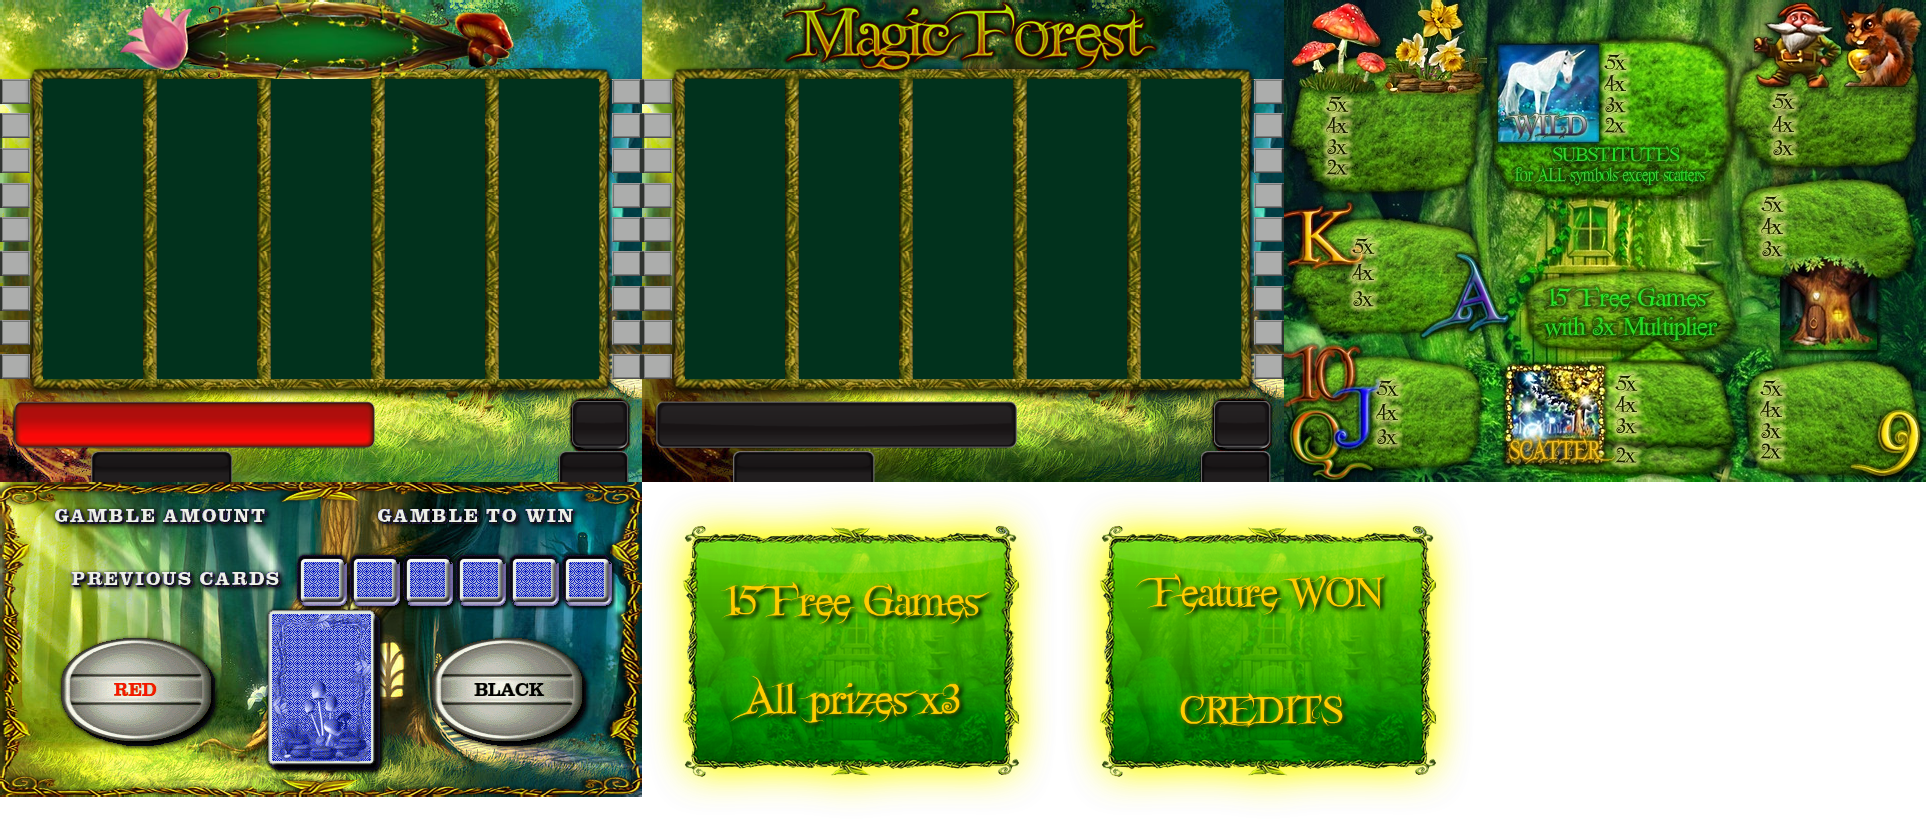 Magic Forest
5x
4x
3x
2x
WILD
5x
4x
3x
2x
SUBSTITUTES
for ALL symbols except scatters
5x
4x
3x
K
5x
4x
3x
A
5x
4x
3x
15 Free Games
with 3x Multiplier
10
J
Q
5x
4x
3x
SCATTER
5x
4x
3x
2x
5x
4x
3x
2x
9
GAMBLE AMOUNT
GAMBLE TO WIN
PREVIOUS CARDS
RED
BLACK
15 Free Games
All prizes x3
Feature WON
CREDITS